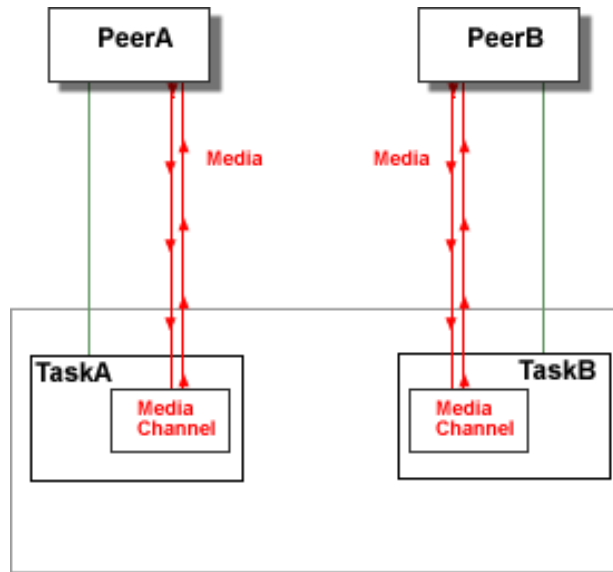 PeerA
PeerB
Media
Media
TaskA
TaskB
Media
Channel
Media
Channel